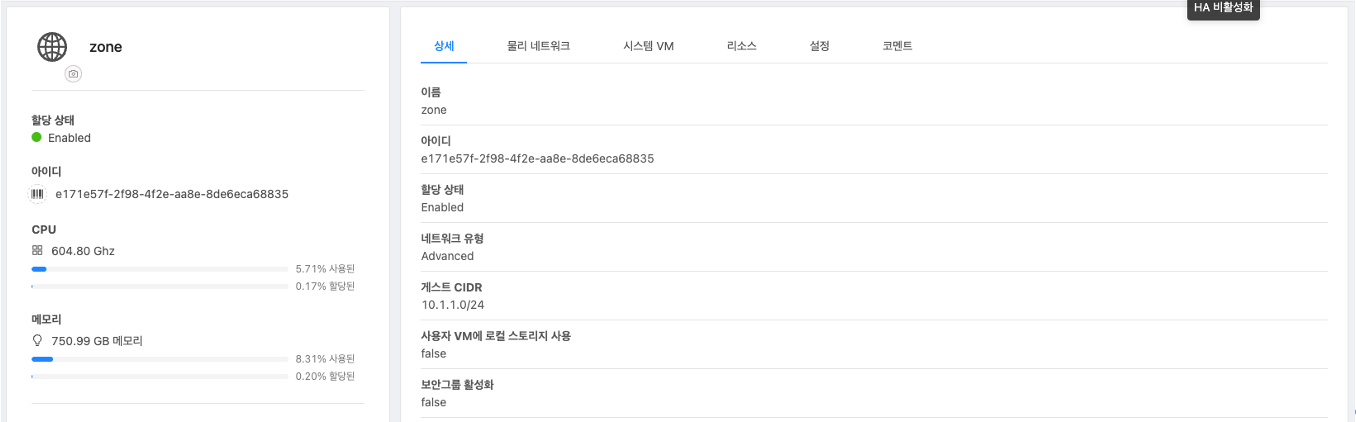 HA 비활성화
zone
할당 상태
Enabled
아이디
e171e57f-2f98-4f2e-aa8e-8de6eca68835
CPU
604.80 Ghz
5.71% 사용된
0.17% 할당된
메모리
750.99 GB 메모리
8.31% 사용된
0.20% 할당된
상세 물리 네트워크 시스템 VM 리소스 설정 코멘트
이름
zone
아이디
e171e57f-2f98-4f2e-aa8e-8de6eca68835
할당 상태
Enabled
네트워크 유형
Advanced
게스트 CIDR
10.1.1.0/24
사용자 VM에 로컬 스토리지 사용
false
보안그룹 활성화
false